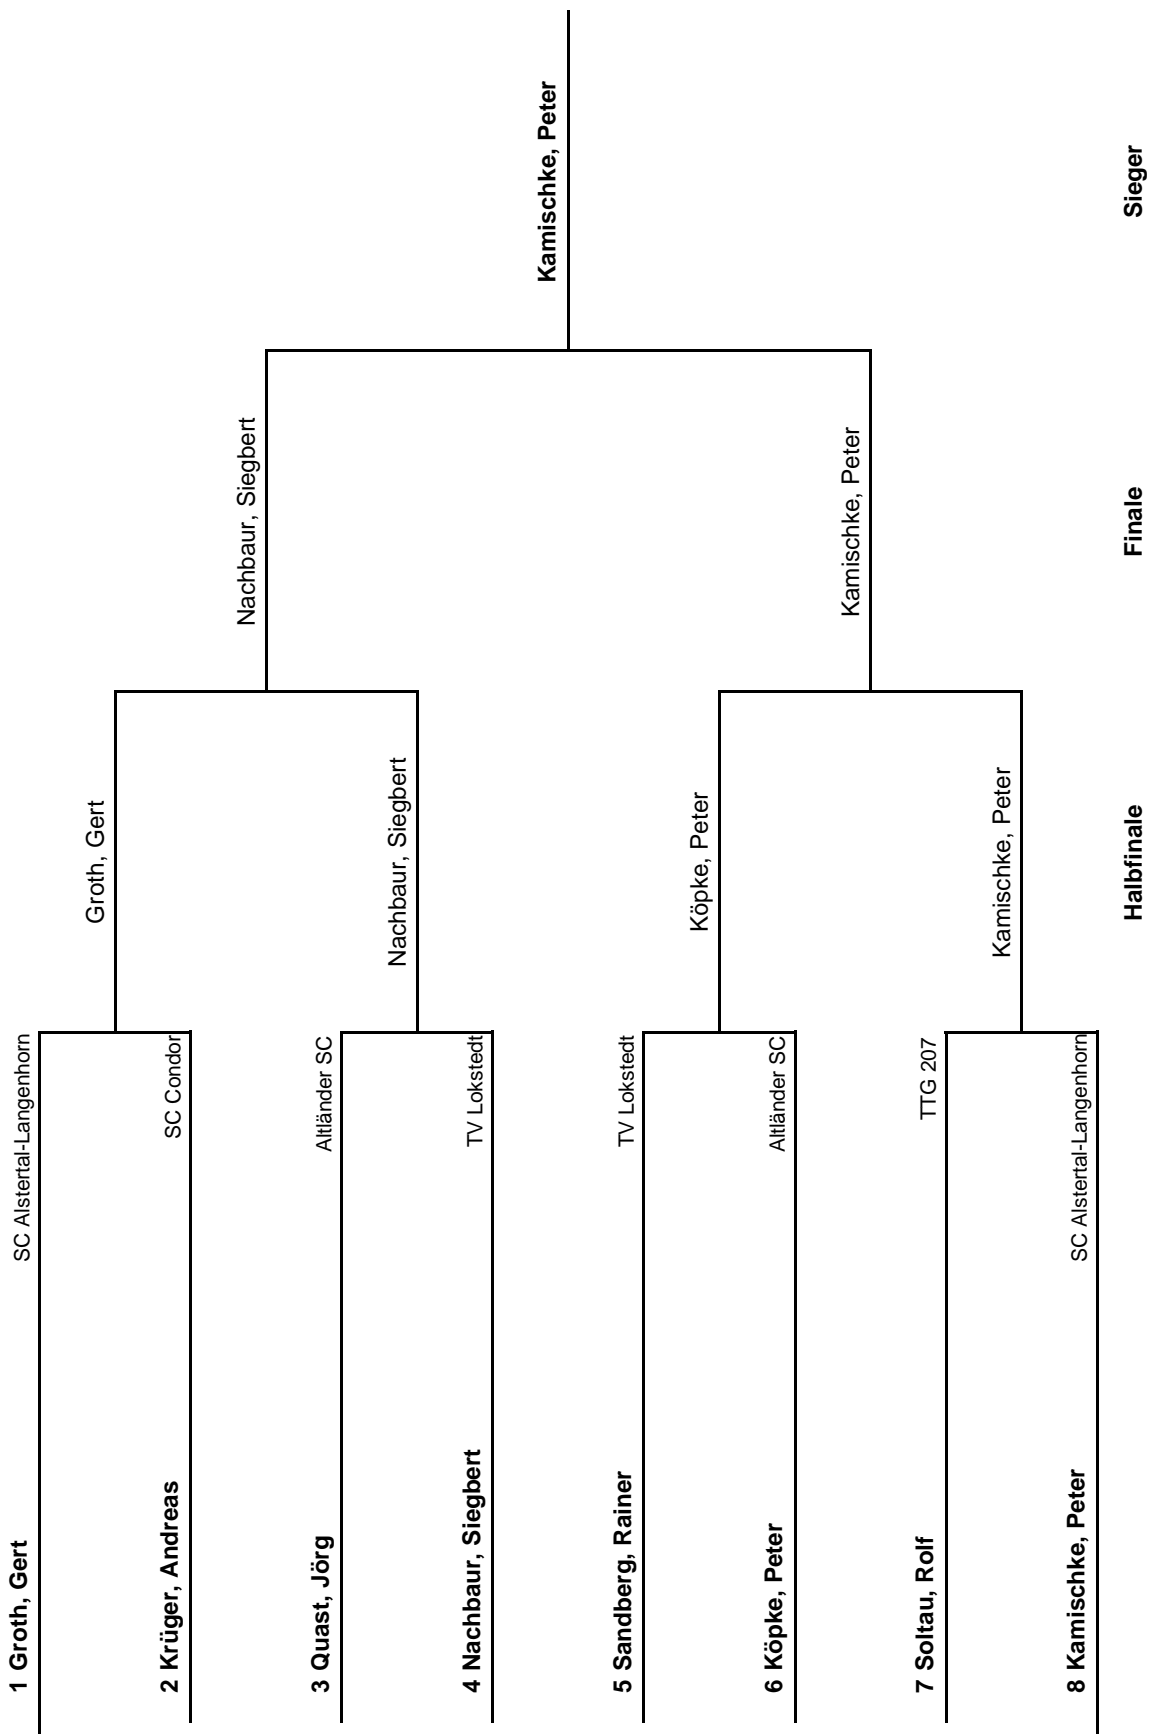 1 Groth, Gert
SC Alstertal-Langenhorn
2 Krüger, Andreas
SC Condor
3 Quast, Jörg
Altländer SC
4 Nachbaur, Siegbert
TV Lokstedt
5 Sandberg, Rainer
TV Lokstedt
6 Köpke, Peter
Altländer SC
7 Soltau, Rolf
TTG 207
8 Kamischke, Peter
SC Alstertal-Langenhorn
Groth, Gert
Nachbaur, Siegbert
Köpke, Peter
Kamischke, Peter
Halbfinale
Nachbaur, Siegbert
Kamischke, Peter
Finale
Kamischke, Peter
Sieger